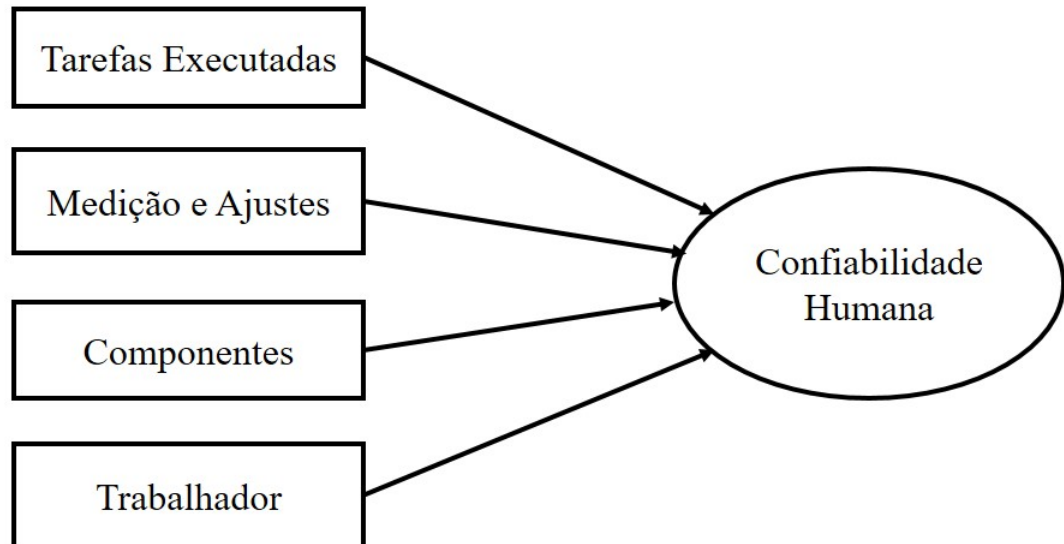 Tarefas Executadas
Medição e Ajustes
Componentes
Trabalhador
Confiabilidade
Humana